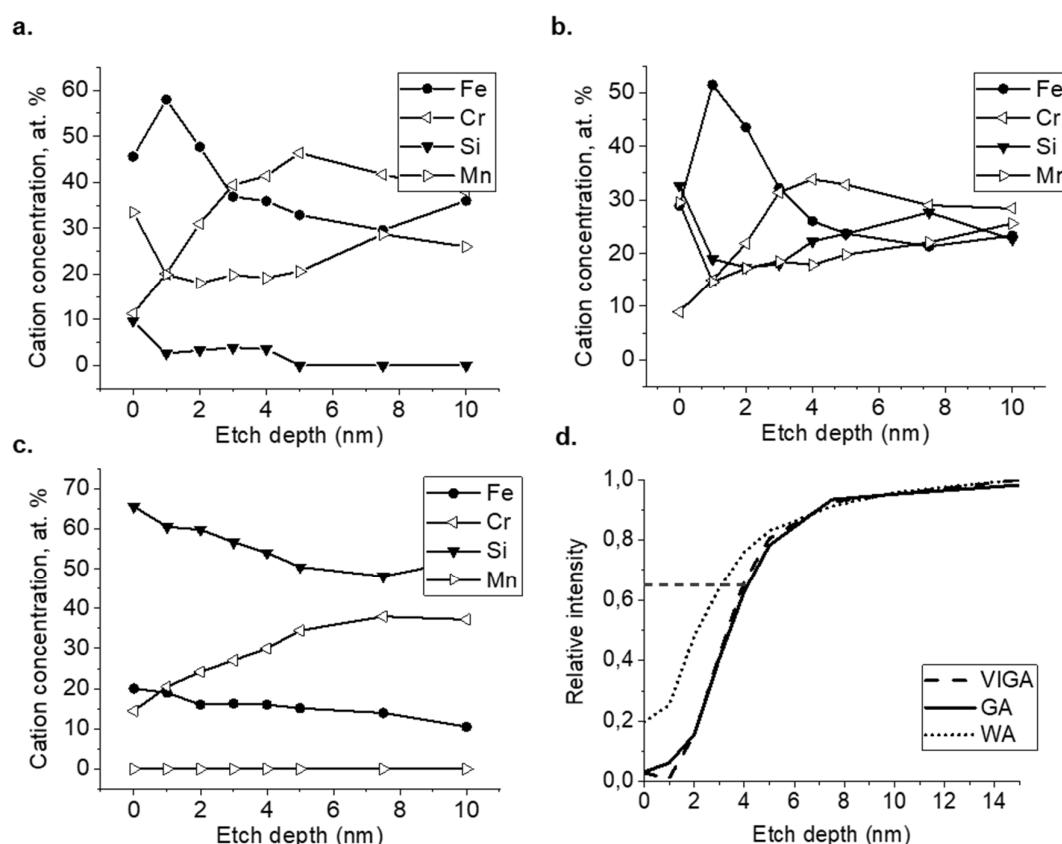 a.
Cation concentration, at. %
60
50
40
30
20
10
0
0 2 4 6 8 10
Etch depth (nm)
Fe
Cr
Si
Mn
b.
Cation concentration, at. %
50
40
30
20
10
0
0 2 4 6 8 10
Etch depth (nm)
Fe
Cr
Si
c.
Cation concentration, at. %
70
60
50
40
30
20
10
0
0 2 4 6 8 10
Etch depth (nm)
Fe
Cr
Si
Mn
d.
Relative intensity
1,0
0,8
0,6
0,4
0,2
0,0
0 2 4 6 8 10 12 14
Etch depth (nm)
VIGA
GA
WA